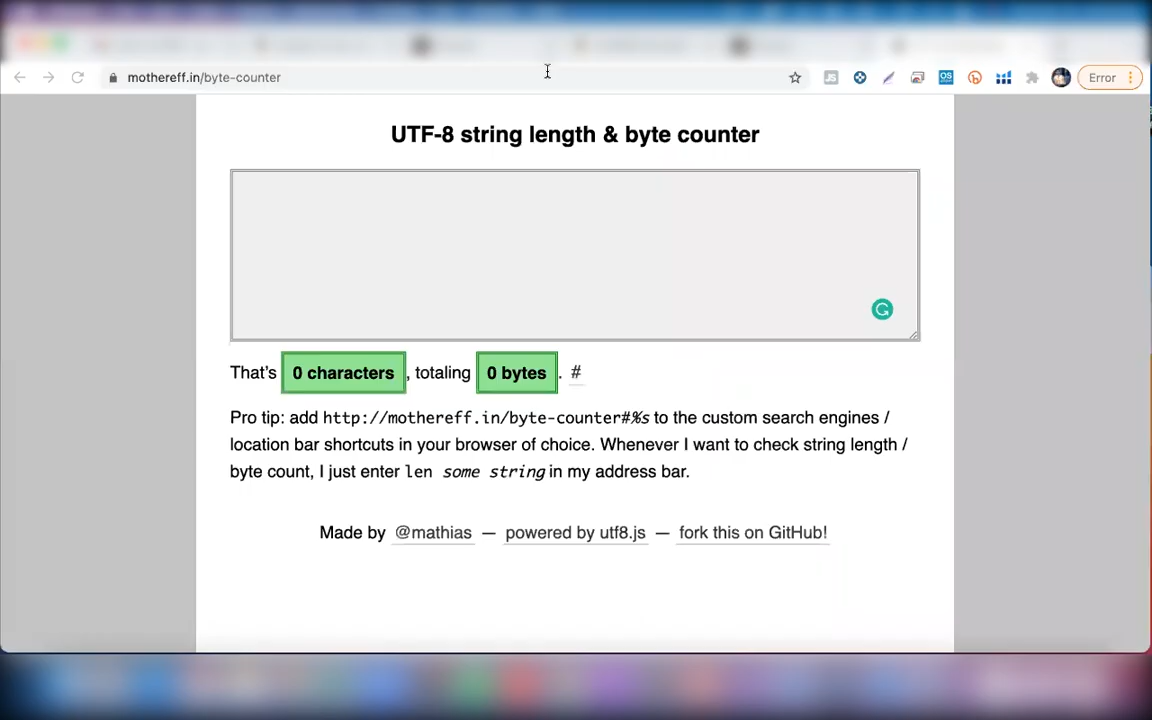 mothereff.in/byte-counter
JS
OS
Error
UTF-8 string length & byte counter
That's 0 characters, totaling 0 bytes. #
Pro tip: add http://mothereff.in/byte-counter#%s to the custom search engines /
location bar shortcuts in your browser of choice. Whenever I want to check string length /
byte count, I just enter len some string in my address bar.
Made by @mathias — powered by utf8.js — fork this on GitHub!